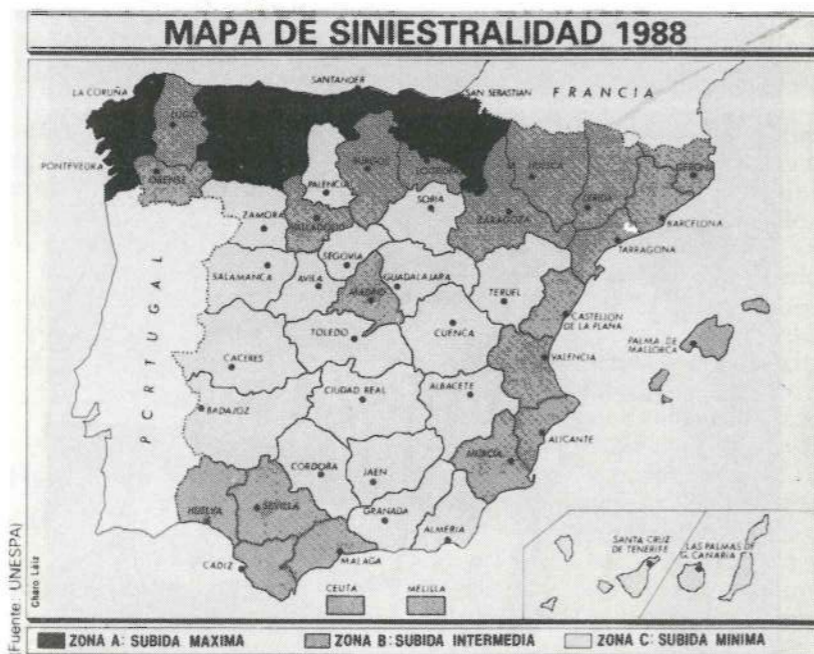 MAPA DE SINIESTRALIDAD 1988
LA CORUÑA
SANTANDER
SAN SEBASTIAN
FRANCIA
LUGO
PONTEVEDRA
ORENSE
PALENCIA
BURGOS
LOGROÑO
HUESCA
LERIDA
GERONA
ZAMORA
VALLADOLID
SORIA
ZARAGOZA
BARCELONA
TARRAGONA
SEGOVIA
SALAMANCA
AVILA
GUADALAJARA
MADRID
TERUEL
PORTUGAL
TOLEDO
CUENCA
CASTELLON
DE LA PLANA
PALMA DE
MALLORCA
CACERES
VALENCIA
CIUDAD REAL
ALBACETE
BADAJOZ
ALICANTE
CORDOBA
JAEN
MURCIA
HUELVA
SEVILLA
GRANADA
ALMERIA
CADIZ
MALAGA
SANTA CRUZ
DE TENERIFE
LAS PALMAS DE
G. CANARIA
CEUTA
MELILLA
Fuente: UNESPA)
Charo Láiz
ZONA A: SUBIDA MAXIMA
ZONA B: SUBIDA INTERMEDIA
ZONA C: SUBIDA MINIMA